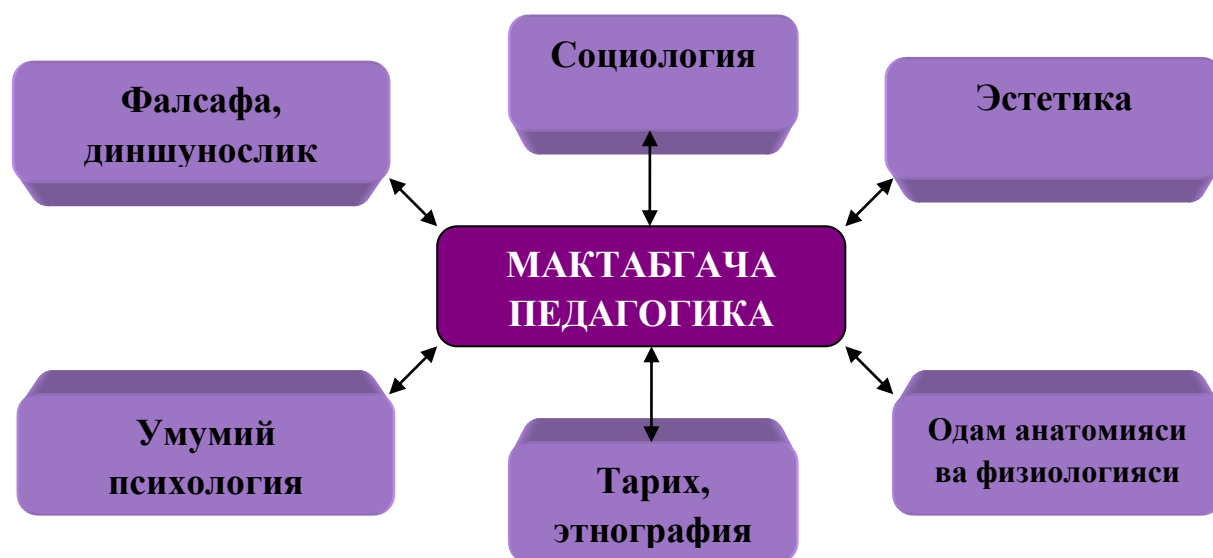 Социология
Фалсафа,
диншунослик
Эстетика
МАКТАБГАЧА
ПЕДАГОГИКА
Умумий
психология
Тарих,
этнография
Одам анатомияси
ва физиологияси